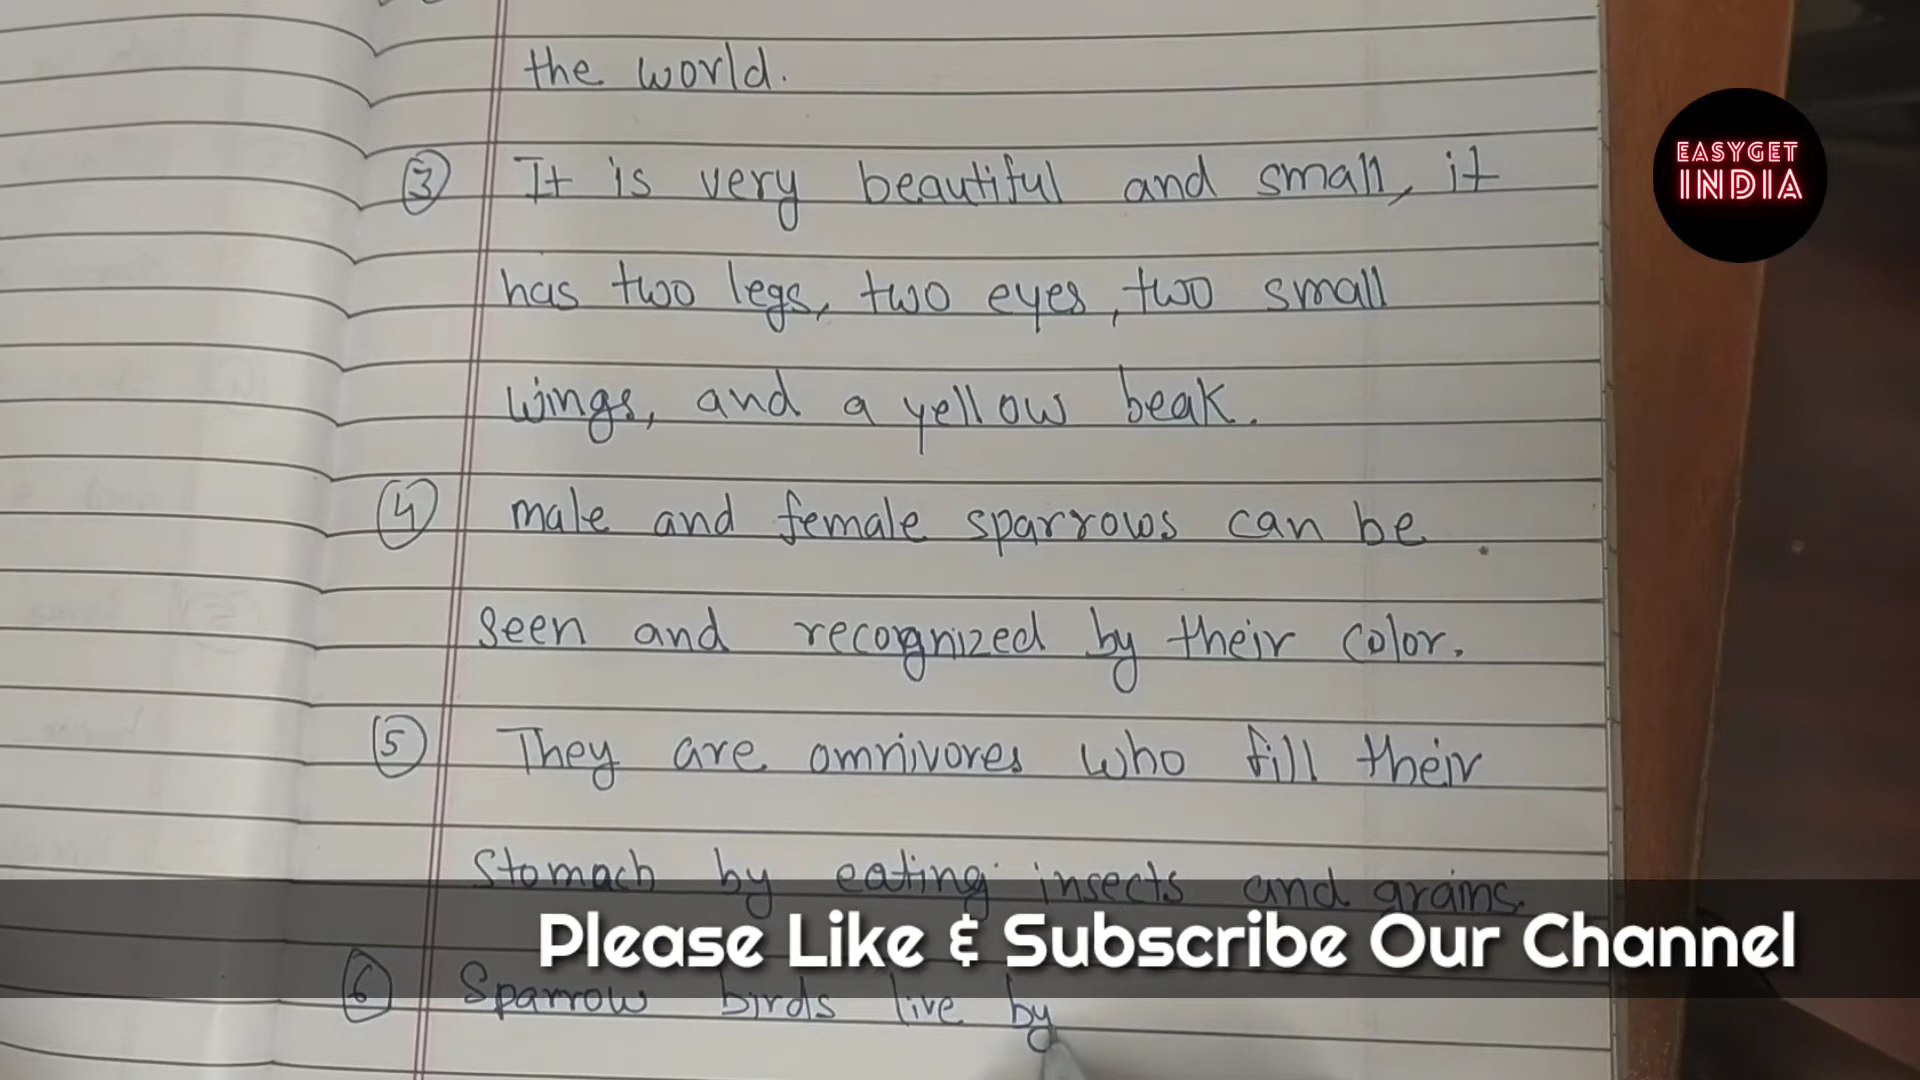 the world.
③ It is very beautiful and small, it
has two legs, two eyes, two small
wings, and a yellow beak.
④ male and female sparrows can be
seen and recognized by their color.
⑤ They are omnivores who fill their
Stomach by eating insects and grains.
⑥ Sparrow birds live by
EASYGET
INDIA
Please Like & Subscribe Our Channel